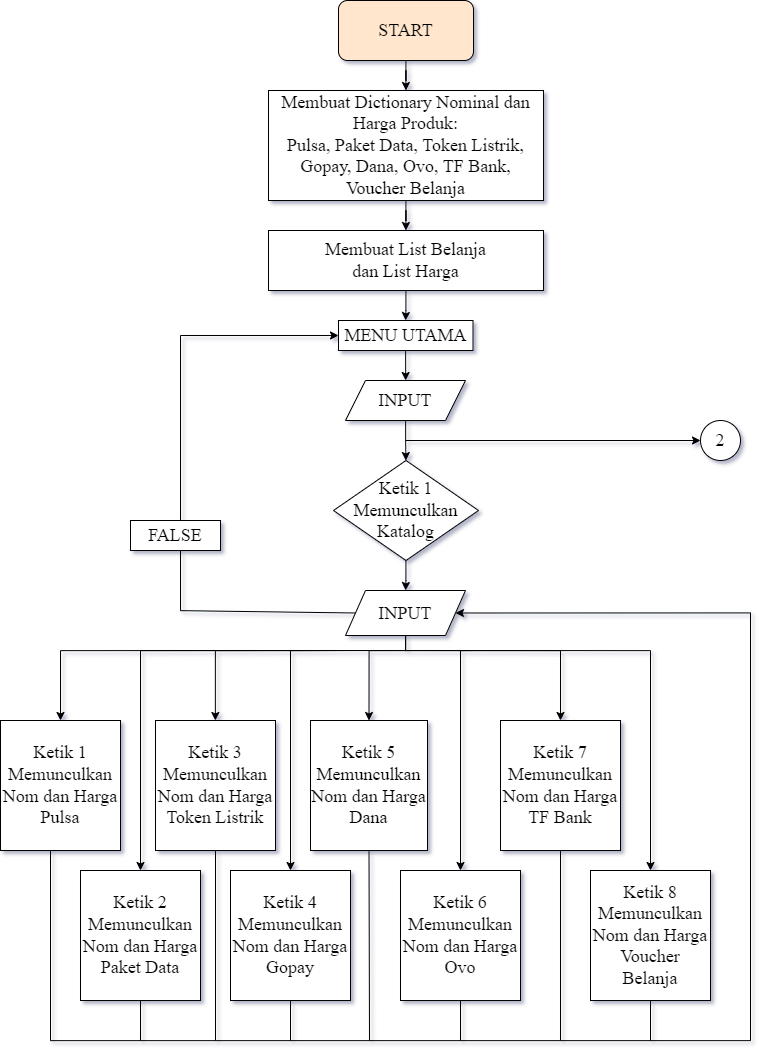 START
Membuat Dictionary Nominal dan
Harga Produk:
Pulsa, Paket Data, Token Listrik,
Gopay, Dana, Ovo, TF Bank,
Voucher Belanja
Membuat List Belanja
dan List Harga
MENU UTAMA
INPUT
2
Ketik 1
Memunculkan
Katalog
FALSE
INPUT
Ketik 1
Memunculkan
Nom dan Harga
Pulsa
Ketik 3
Memunculkan
Nom dan Harga
Token Listrik
Ketik 5
Memunculkan
Nom dan Harga
Dana
Ketik 7
Memunculkan
Nom dan Harga
TF Bank
Ketik 2
Memunculkan
Nom dan Harga
Paket Data
Ketik 4
Memunculkan
Nom dan Harga
Gopay
Ketik 6
Memunculkan
Nom dan Harga
Ovo
Ketik 8
Memunculkan
Nom dan Harga
Voucher
Belanja